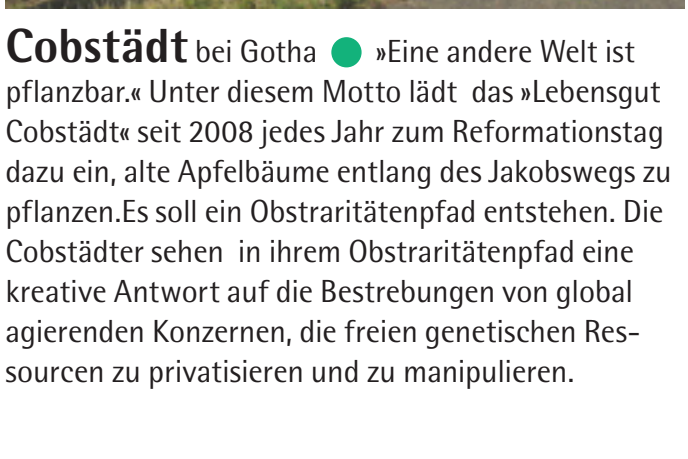 Cobstädt bei Gotha ● »Eine andere Welt ist
pflanzbar.« Unter diesem Motto lädt  das »Lebensgut
Cobstädt« seit 2008 jedes Jahr zum Reformationstag
dazu ein, alte Apfelbäume entlang des Jakobswegs zu
pflanzen.Es soll ein Obstraritätenpfad entstehen. Die
Cobstädter sehen  in ihrem Obstraritätenpfad eine
kreative Antwort auf die Bestrebungen von global
agierenden Konzernen, die freien genetischen Res-
sourcen zu privatisieren und zu manipulieren.